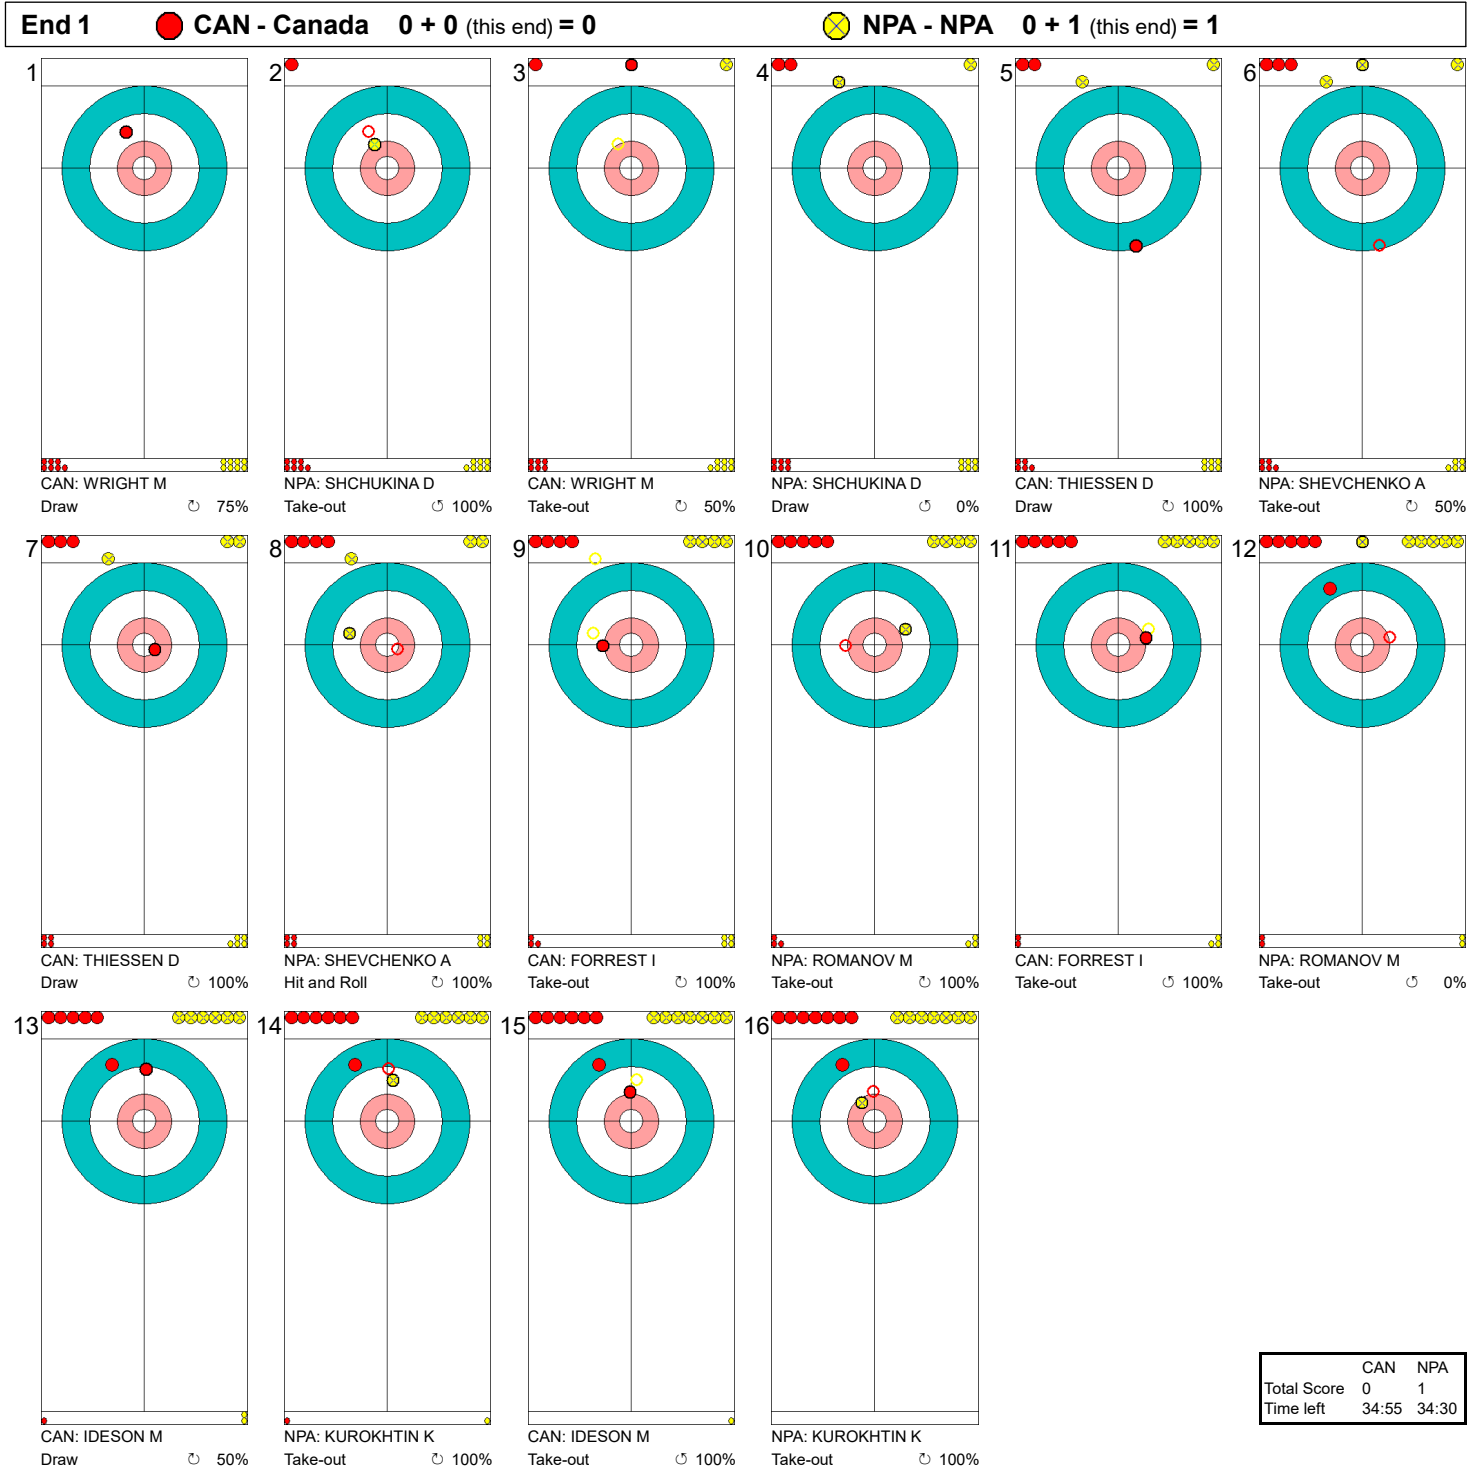 End 1 CAN - Canada 0 + 0 (this end) = 0 NPA - NPA 0 + 1 (this end) = 1
1 2 3 4 5 6
CAN: WRIGHT M NPA: SHCHUKINA D CAN: WRIGHT M NPA: SHCHUKINA D CAN: THIESSEN D NPA: SHEVCHENKO A
Draw ↻ 75% Take-out ↺ 100% Take-out ↻ 50% Draw ↺ 0% Draw ↺ 100% Take-out ↻ 50%
7 8 9 10 11 12
CAN: THIESSEN D NPA: SHEVCHENKO A CAN: FORREST I NPA: ROMANOV M CAN: FORREST I NPA: ROMANOV M
Draw ↻ 100% Hit and Roll ↻ 100% Take-out ↻ 100% Take-out ↻ 100% Take-out ↺ 100% Take-out ↺ 0%
13 14 15 16
CAN: IDESON M NPA: KUROKHTIN K CAN: IDESON M NPA: KUROKHTIN K
Draw ↻ 50% Take-out ↺ 100% Take-out ↺ 100% Take-out ↻ 100%
CAN NPA
Total Score 0 1
Time left 34:55 34:30